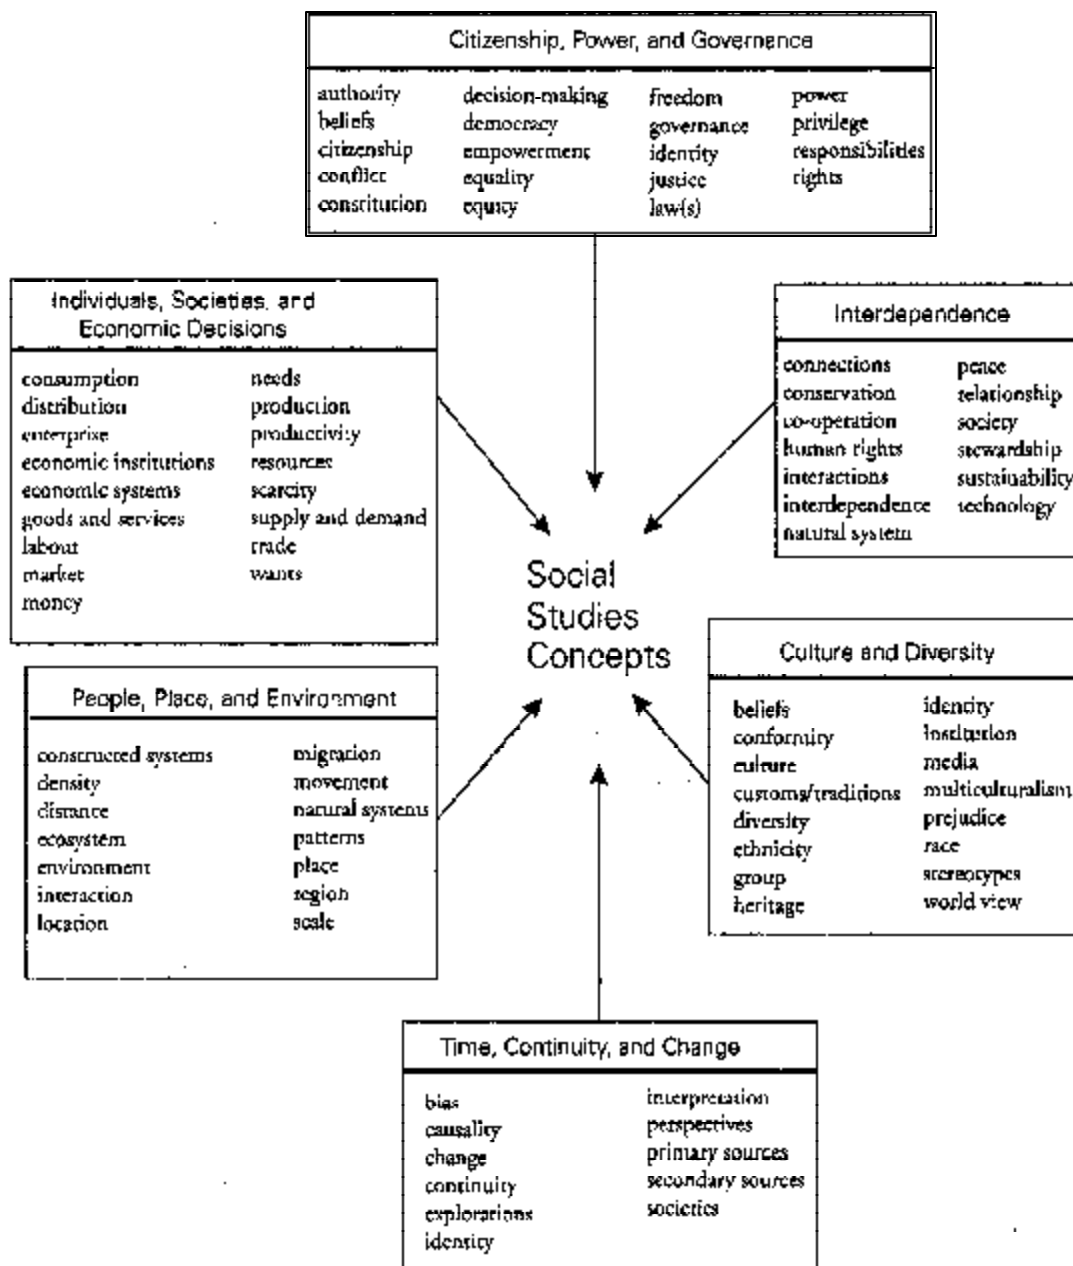 Citizenship, Power, and Governance
authority
beliefs
citizenship
conflict
constitution
decision-making
democracy
empowerment
equality
equity
freedom
governance
identity
justice
law(s)
power
privilege
responsibilities
rights
Individuals, Societies, and
Economic Decisions
consumption
distribution
enterprise
economic institutions
economic systems
goods and services
labour
market
money
needs
production
productivity
resources
scarcity
supply and demand
trade
wants
Interdependence
connections
conservation
co-operation
human rights
interactions
interdependence
natural system
peace
relationship
society
stewardship
sustainability
technology
Social
Studies
Concepts
People, Place, and Environment
constructed systems
density
distance
ecosystem
environment
interaction
location
migration
movement
natural systems
patterns
place
region
scale
Culture and Diversity
beliefs
conformity
culture
customs/traditions
diversity
ethnicity
group
heritage
identity
institution
media
multiculturalism
prejudice
race
stereotypes
world view
Time, Continuity, and Change
bias
causality
change
continuity
explorations
identity
interpretation
perspectives
primary sources
secondary sources
societies